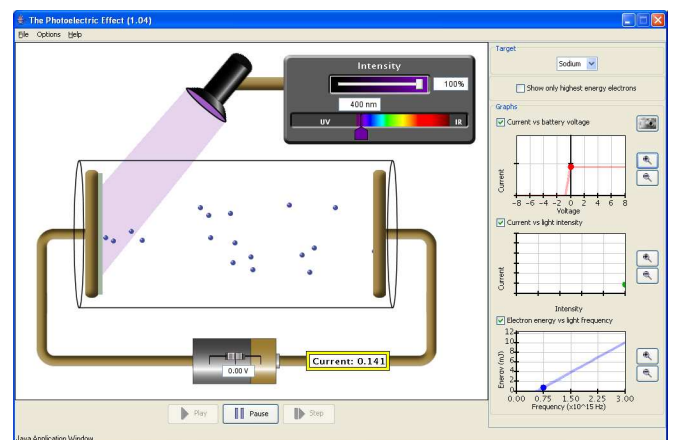 The Photoelectric Effect (1.04)
File Options Help
Intensity
100%
400 nm
UV
IR
0.00 V
Current: 0.141
Play
Pause
Step
Java Application Window
Target
Sodium
Show only highest energy electrons
Graphs
Current vs battery voltage
Current
-8 -6 -4 -2 0 2 4 6 8
Voltage
Current vs light intensity
Current
Intensity
Electron energy vs light frequency
Energy (nJ)
12
10
8
6
4
2
0
0.00 0.75 1.50 2.25 3.00
Frequency (x10^15 Hz)